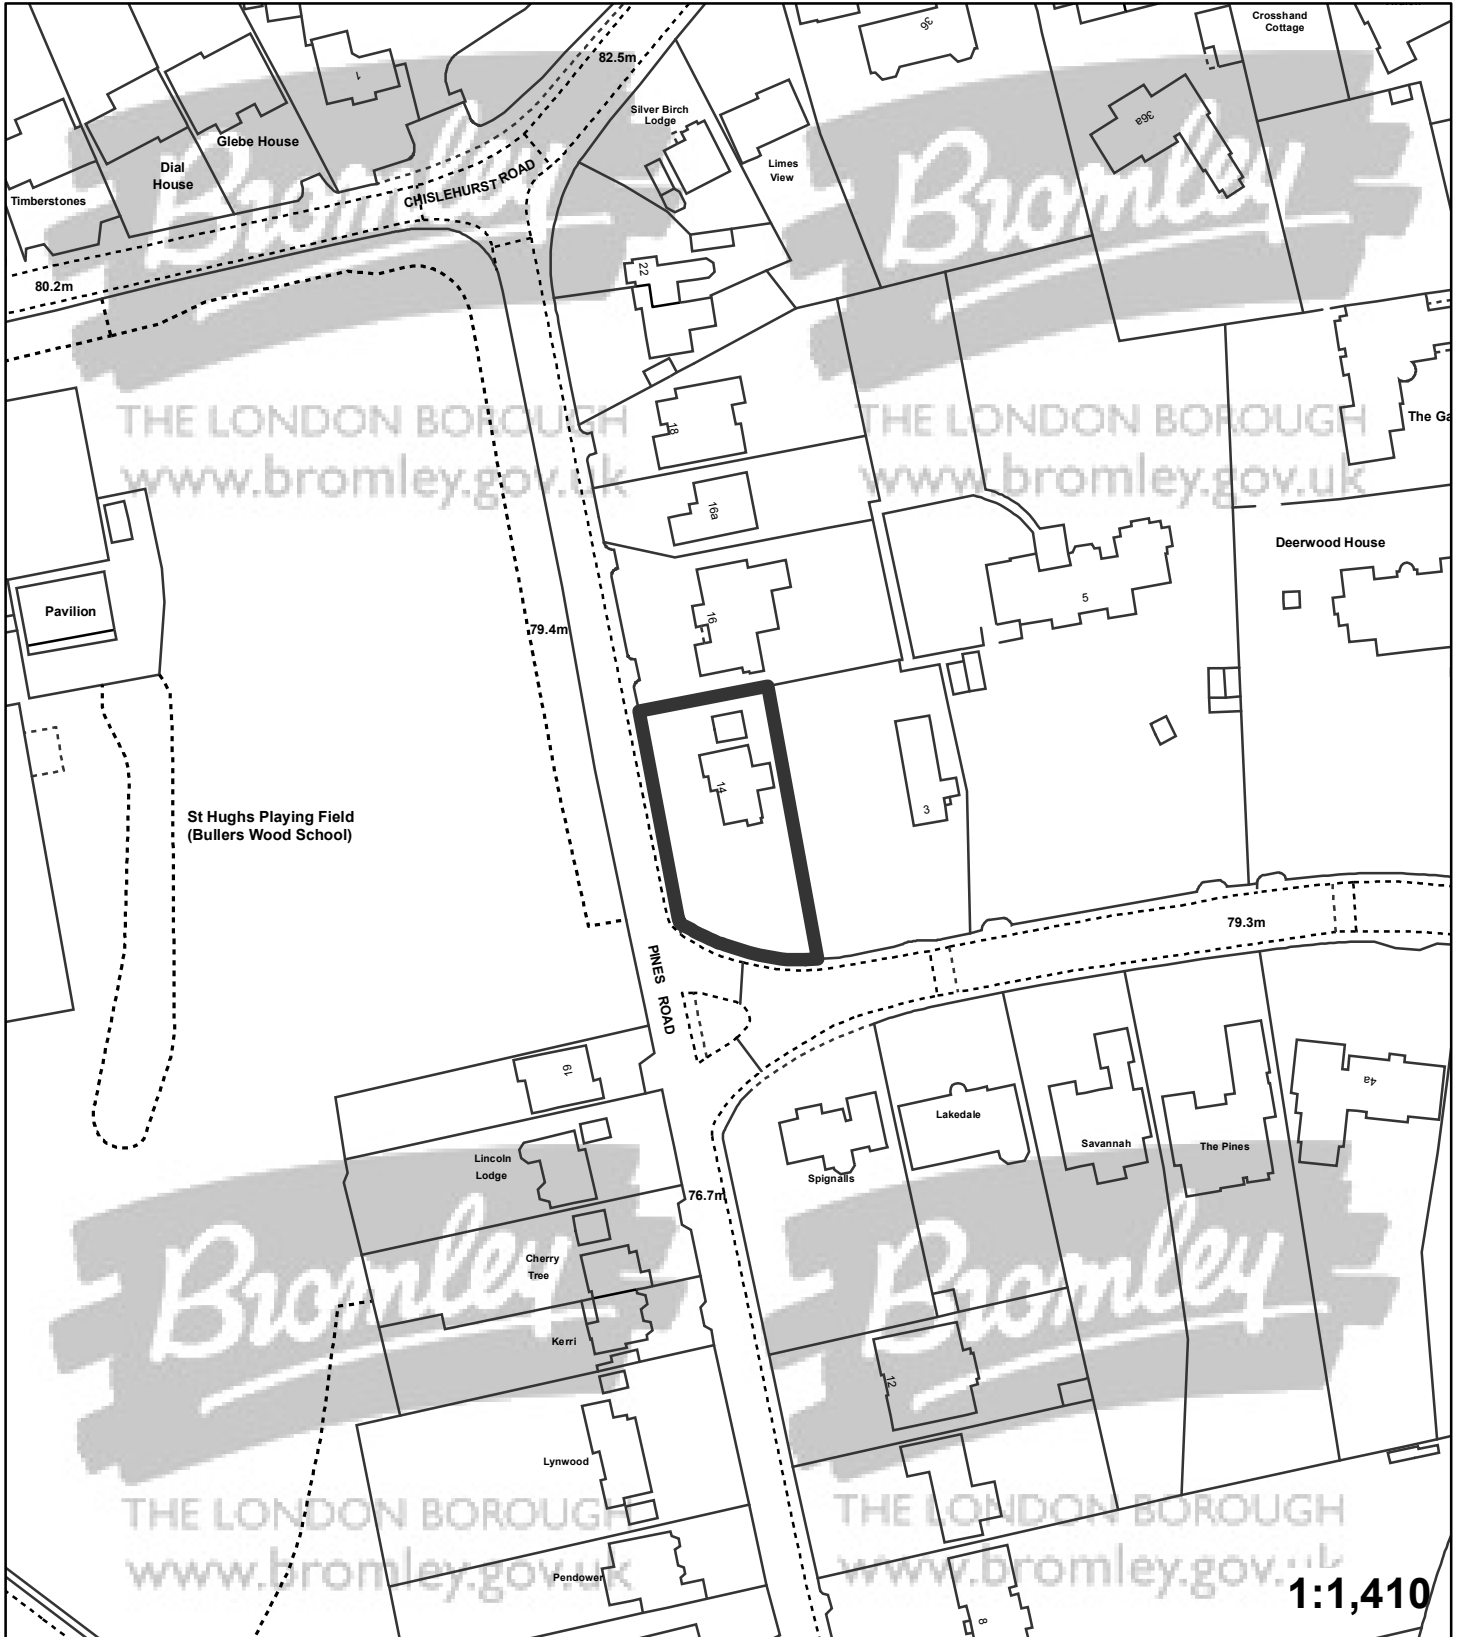 36
Crosshand
Cottage
82.5m
1
Silver Birch
Lodge
36a
Glebe House
Limes
View
Dial
House
CHISLEHURST ROAD
Timberstones
Bromley
Bromley
22
80.2m
THE LONDON BOROUGH
www.bromley.gov.uk
THE LONDON BOROUGH
www.bromley.gov.uk
The Ga
18
16a
Deerwood House
5
Pavilion
16
79.4m
14
3
St Hughs Playing Field
(Bullers Wood School)
79.3m
PINES ROAD
19
4a
Lakedale
Savannah
The Pines
Lincoln
Lodge
Spignalls
76.7m
Cherry
Tree
Bromley
Bromley
Kerri
12
Lynwood
THE LONDON BOROUGH
www.bromley.gov.uk
THE LONDON BOROUGH
www.bromley.gov.uk
Pendower
8
1:1,410